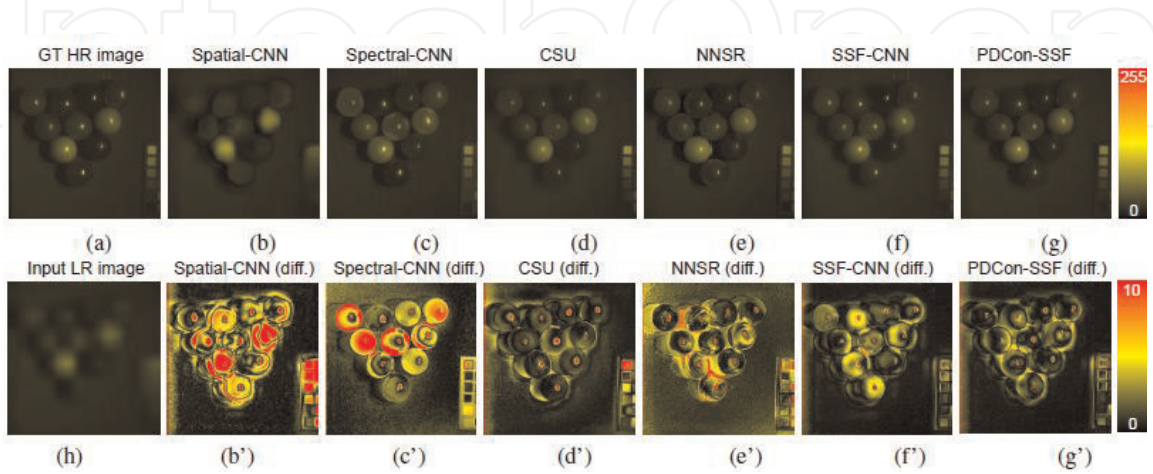 GT HR image Spatial-CNN Spectral-CNN CSU NNSR SSF-CNN PDCon-SSF
255
0
(a) (b) (c) (d) (e) (f) (g)
Input LR image Spatial-CNN (diff.) Spectral-CNN (diff.) CSU (diff.) NNSR (diff.) SSF-CNN (diff.) PDCon-SSF (diff.)
10
0
(h) (b’) (c’) (d’) (e’) (f’) (g’)